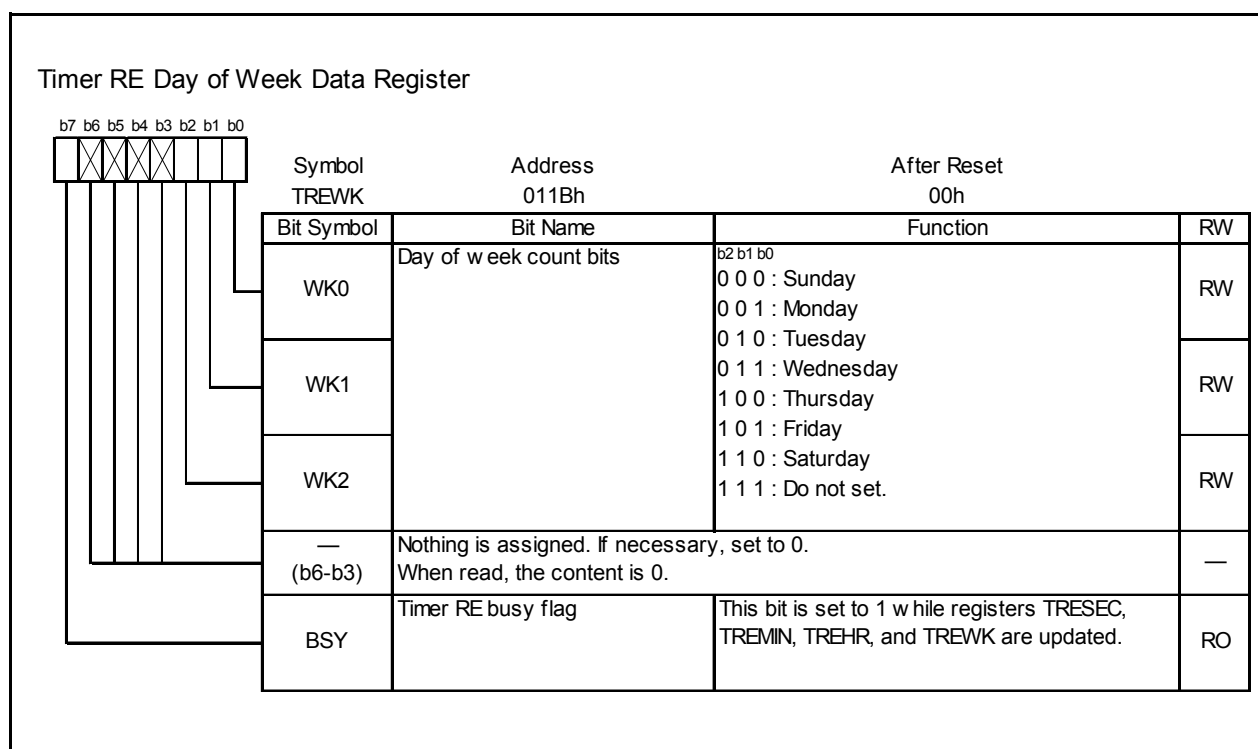 Timer RE Day of Week Data Register
b7 b6 b5 b4 b3 b2 b1 b0
Symbol Address After Reset
TREWK 011Bh 00h
Bit Symbol Bit Name Function RW
WK0 Day of week count bits b2 b1 b0
0 0 0 : Sunday
0 0 1 : Monday
0 1 0 : Tuesday
RW
WK1
0 1 1 : Wednesday
1 0 0 : Thursday
1 0 1 : Friday
RW
WK2
1 1 0 : Saturday
1 1 1 : Do not set.
RW
—
(b6-b3)
Nothing is assigned. If necessary, set to 0.
When read, the content is 0.
—
BSY
Timer RE busy flag
This bit is set to 1 while registers TRESEC,
TREMIN, TREHR, and TREWK are updated.
RO